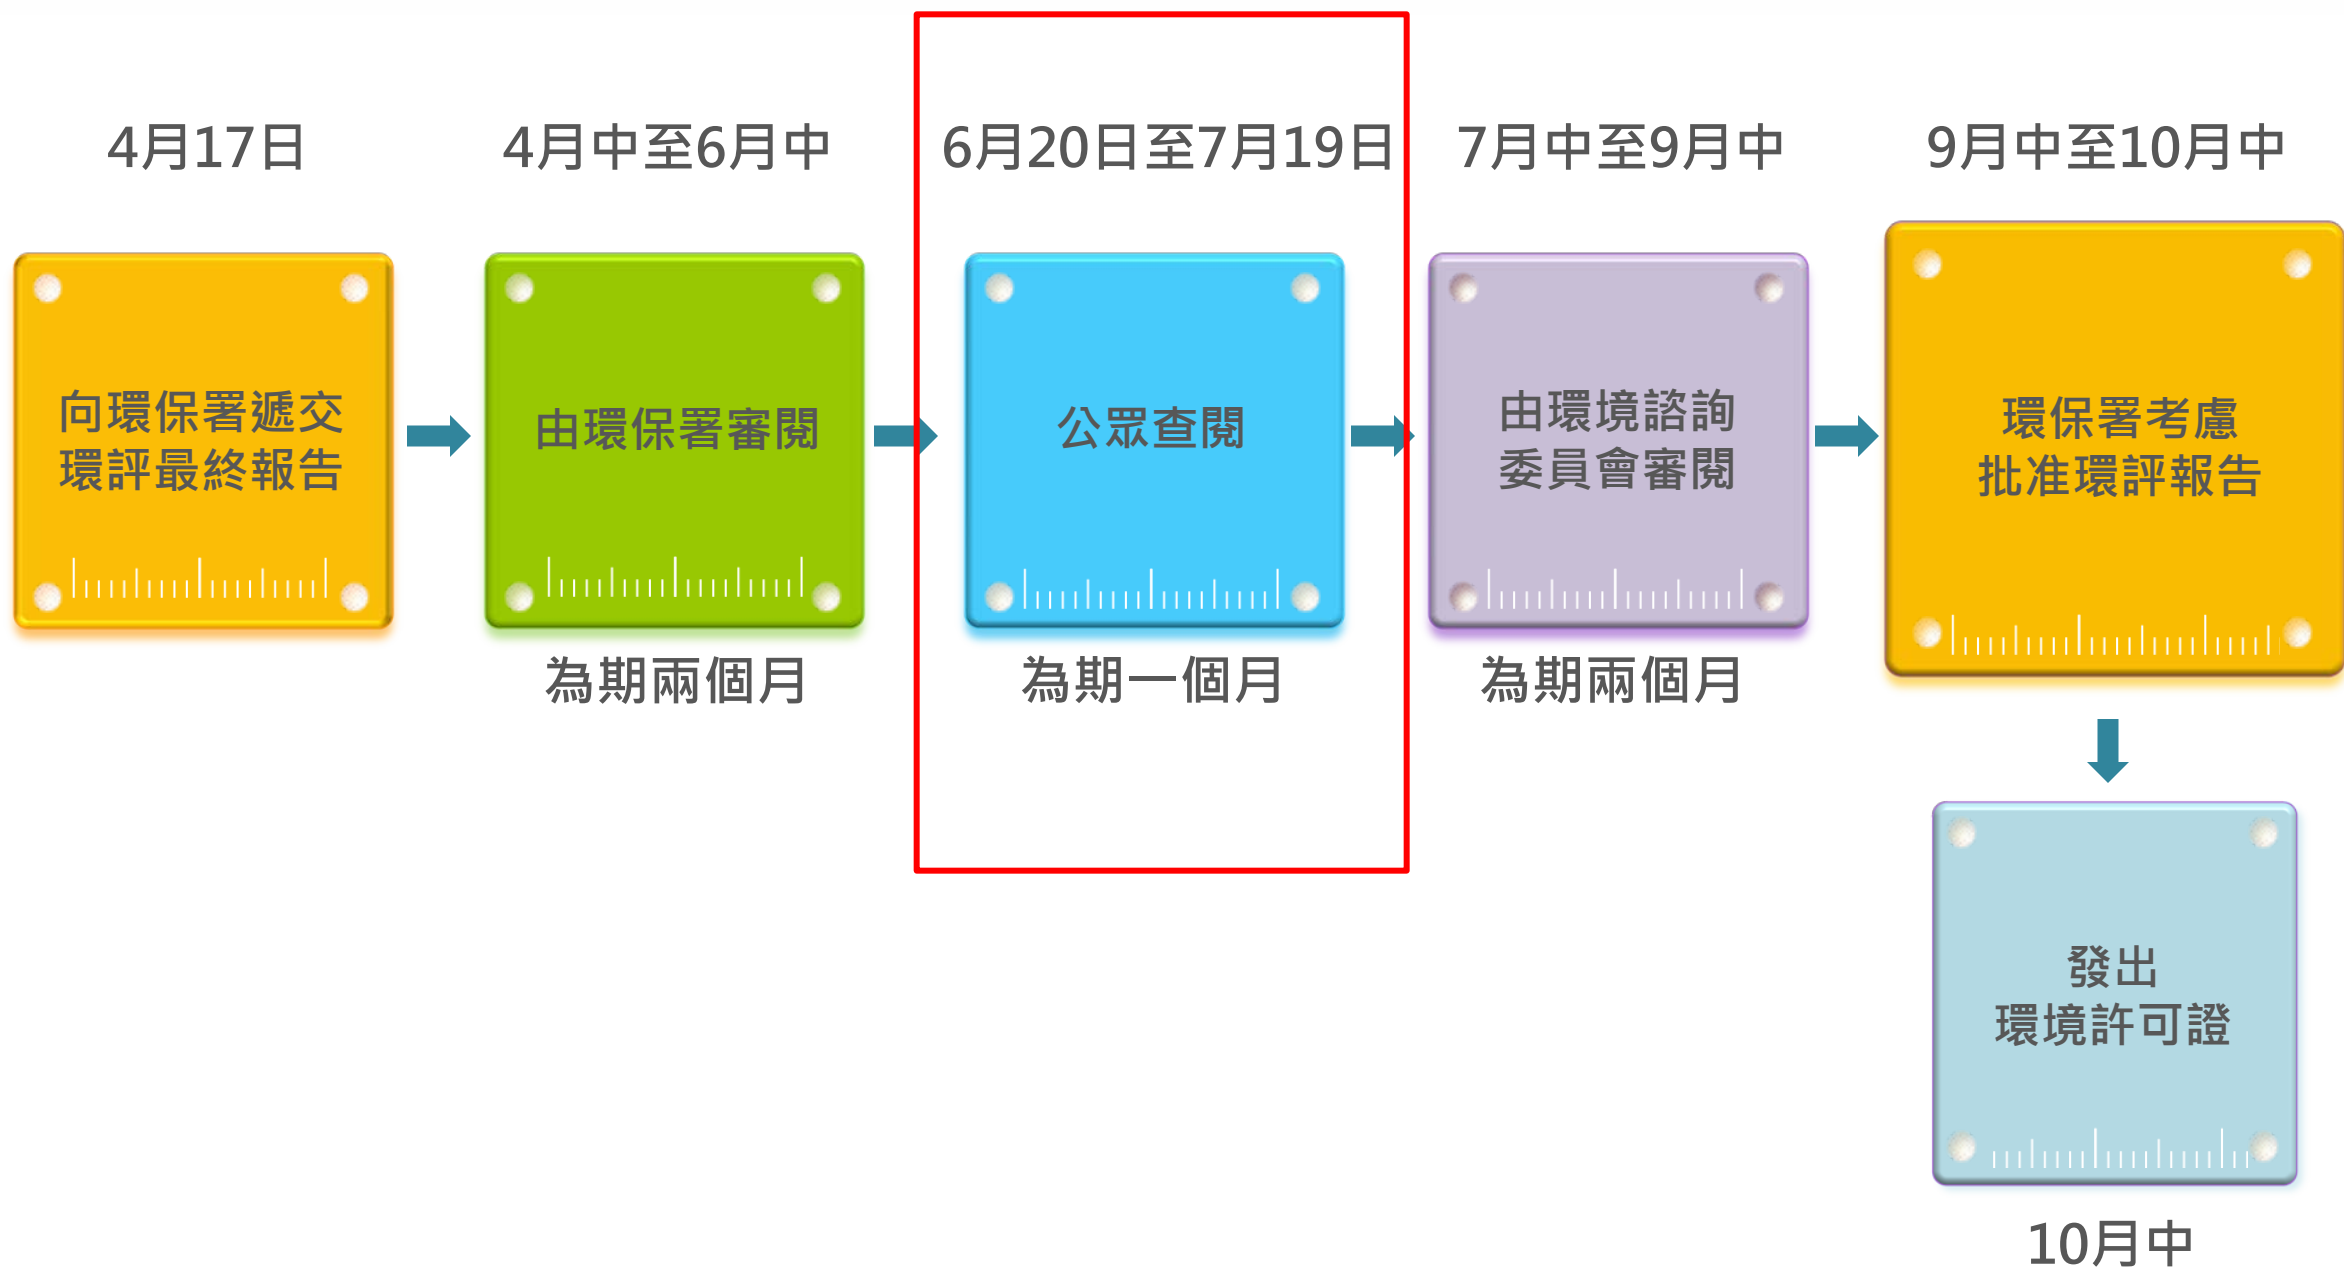 4月17日
向環保署遞交
環評最終報告
4月中至6月中
由環保署審閱
為期兩個月
6月20日至7月19日
公眾查閱
為期一個月
7月中至9月中
由環境諮詢
委員會審閱
為期兩個月
9月中至10月中
環保署考慮
批准環評報告
發出
環境許可證
10月中